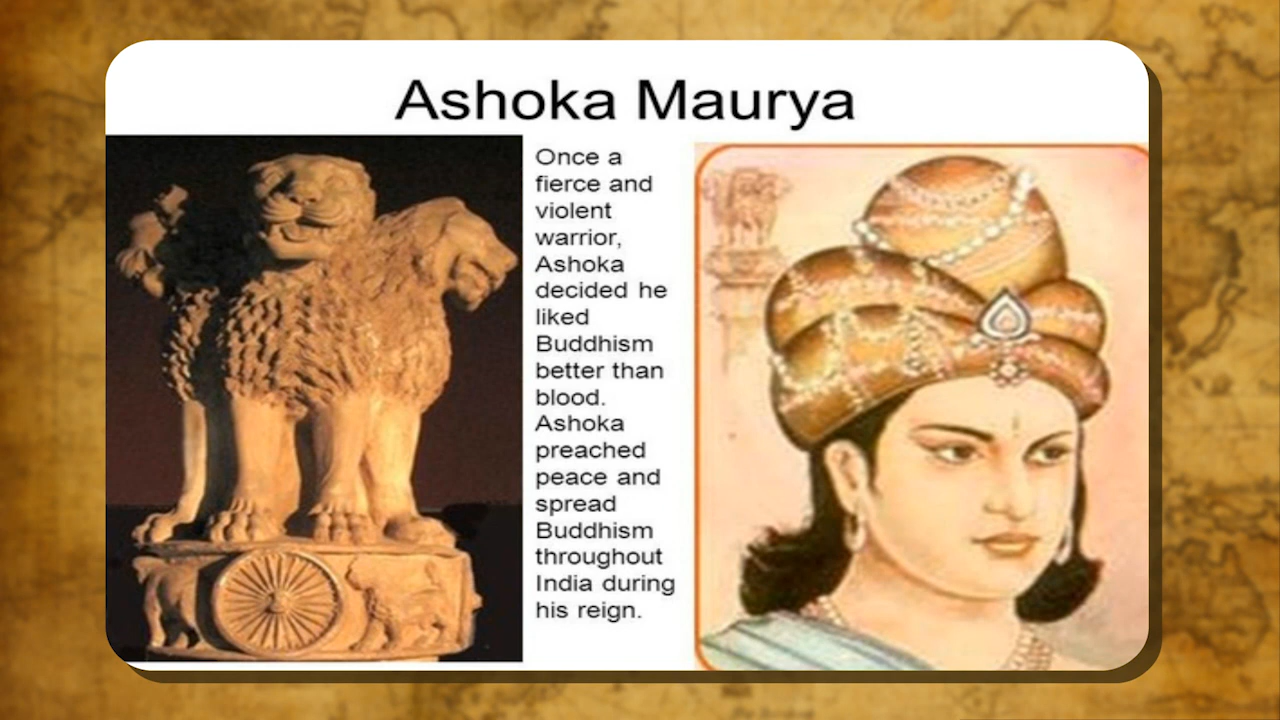 Ashoka Maurya
Once a
fierce and
violent
warrior,
Ashoka
decided he
liked
Buddhism
better than
blood.
Ashoka
preached
peace and
spread
Buddhism
throughout
India during
his reign.